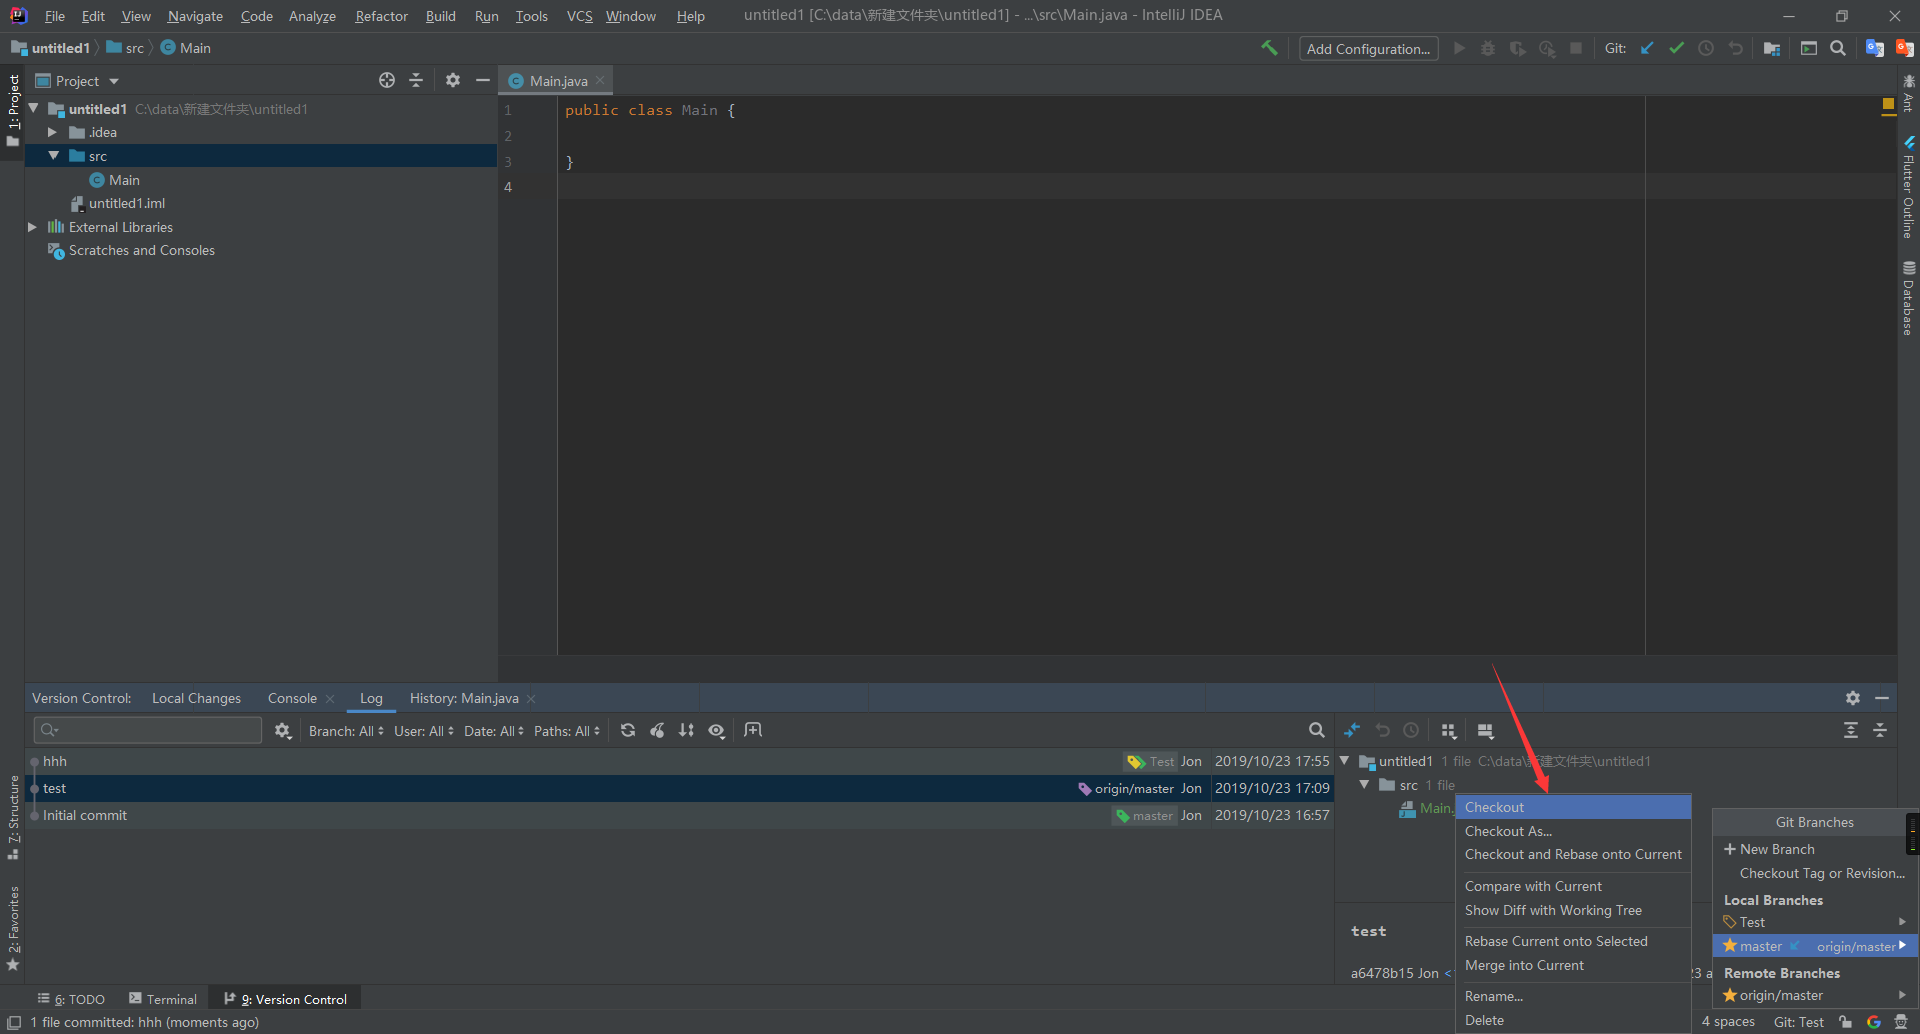 File Edit View Navigate Code Analyze Refactor Build Run Tools VCS Window Help untitled1 [C:\data\新建文件夹\untitled1] - ...\src\Main.java - IntelliJ IDEA
untitled1 src Main Add Configuration... Git:
1: Project
Project
Main.java
untitled1 C:\data\新建文件夹\untitled1
.idea
src
Main
untitled1.iml
External Libraries
Scratches and Consoles
1 public class Main {
2
3 }
4
Ant
Flutter Outline
Database
Version Control: Local Changes Console Log History: Main.java
Branch: All User: All Date: All Paths: All
hhh Test Jon 2019/10/23 17:55
test origin/master Jon 2019/10/23 17:09
Initial commit master Jon 2019/10/23 16:57
untitled1 1 file C:\data\新建文件夹\untitled1
src 1 file
Main.
test
a6478b15 Jon <
23 a
Checkout
Checkout As...
Checkout and Rebase onto Current
Compare with Current
Show Diff with Working Tree
Rebase Current onto Selected
Merge into Current
Rename...
Delete
Git Branches
New Branch
Checkout Tag or Revision...
Local Branches
Test
master origin/master
Remote Branches
origin/master
7: Structure
2: Favorites
6: TODO Terminal 9: Version Control
1 file committed: hhh (moments ago) 4 spaces Git: Test